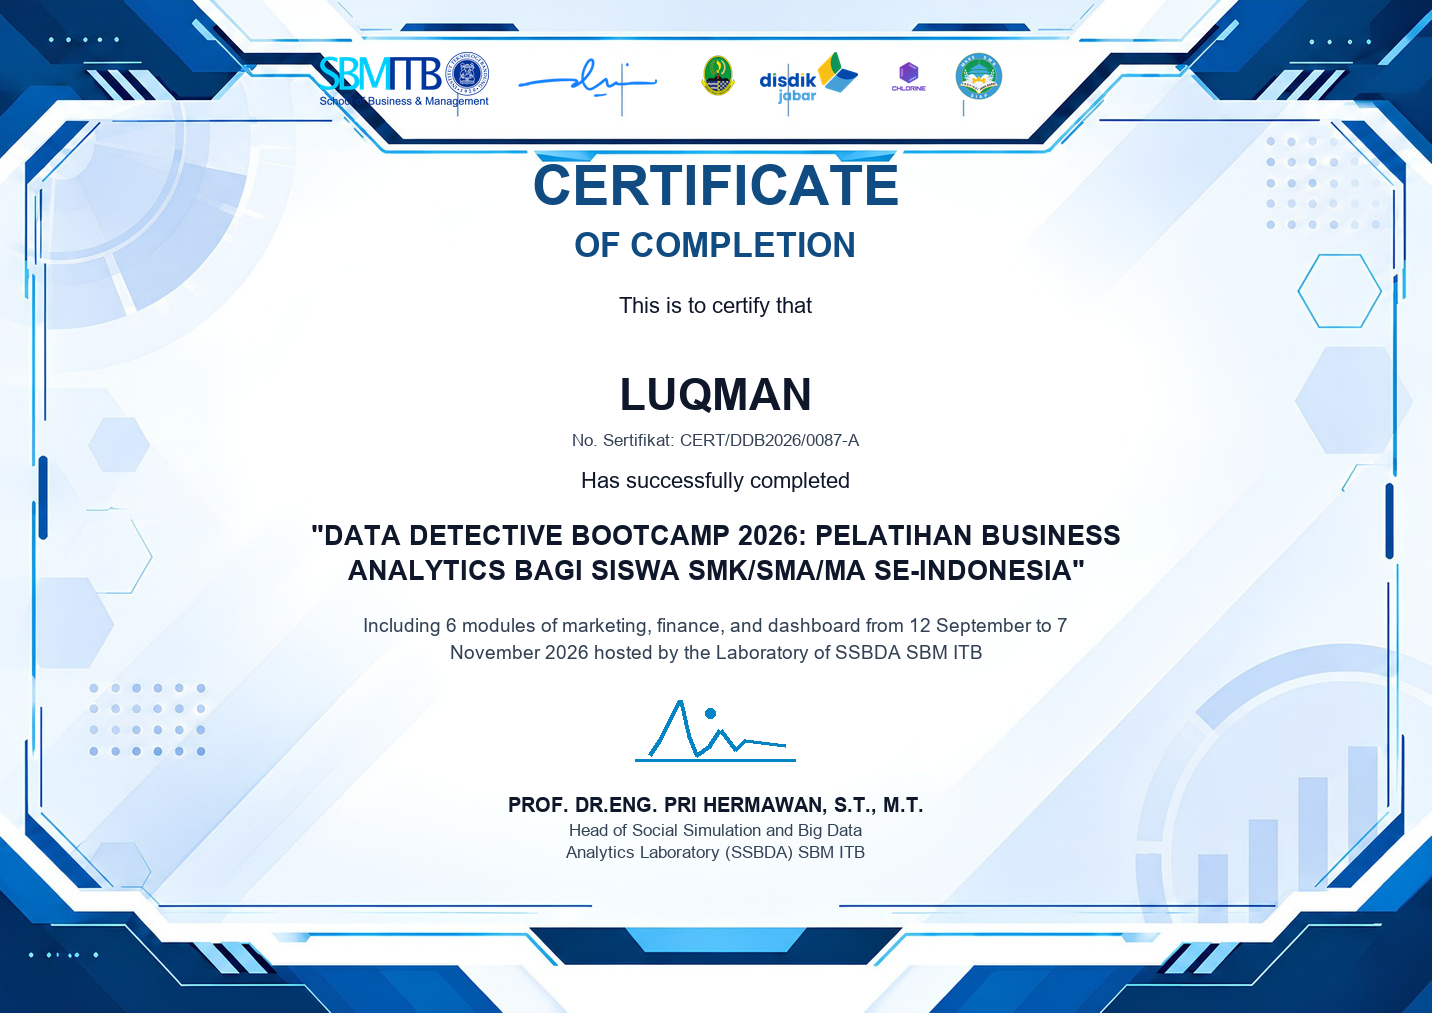 SBM ITB
School of Business & Management
disdik
jabar
CHLORINE
CERTIFICATE
OF COMPLETION
This is to certify that
LUQMAN
No. Sertifikat: CERT/DDB2026/0087-A
Has successfully completed
"DATA DETECTIVE BOOTCAMP 2026: PELATIHAN BUSINESS
ANALYTICS BAGI SISWA SMK/SMA/MA SE-INDONESIA"
Including 6 modules of marketing, finance, and dashboard from 12 September to 7
November 2026 hosted by the Laboratory of SSBDA SBM ITB
PROF. DR.ENG. PRI HERMAWAN, S.T., M.T.
Head of Social Simulation and Big Data
Analytics Laboratory (SSBDA) SBM ITB